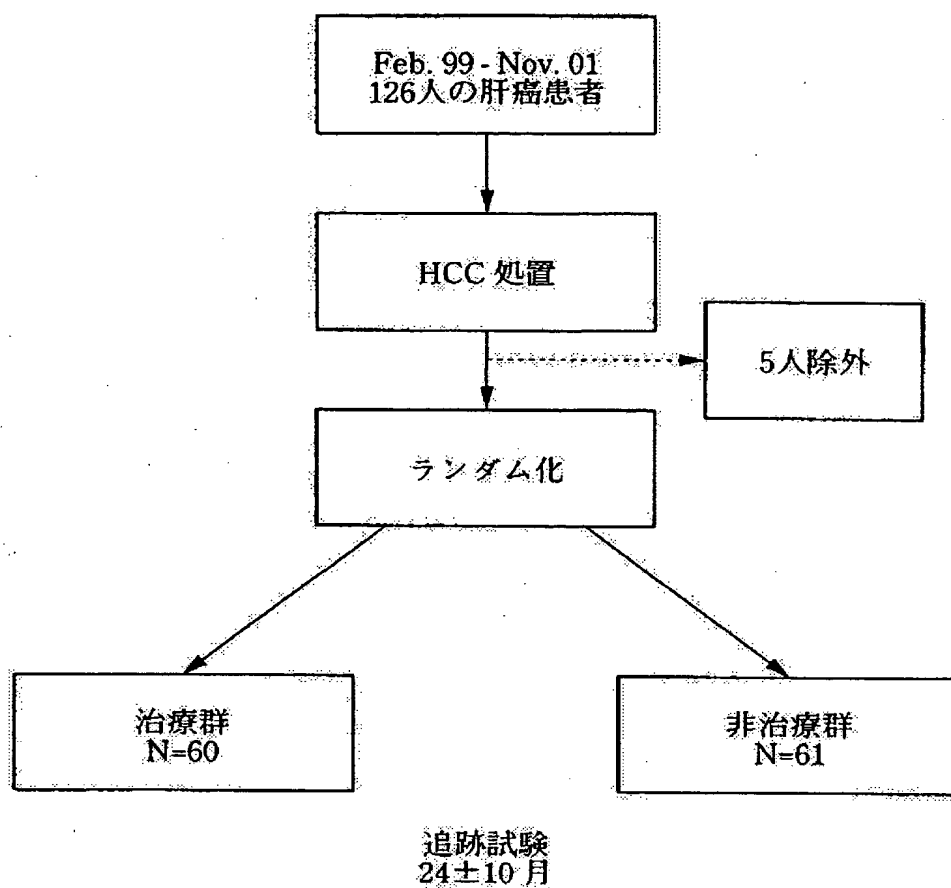 Feb. 99 - Nov. 01
126人の肝癌患者
HCC 処置
5人除外
ランダム化
治療群
N=60
非治療群
N=61
追跡試験
24±10 月